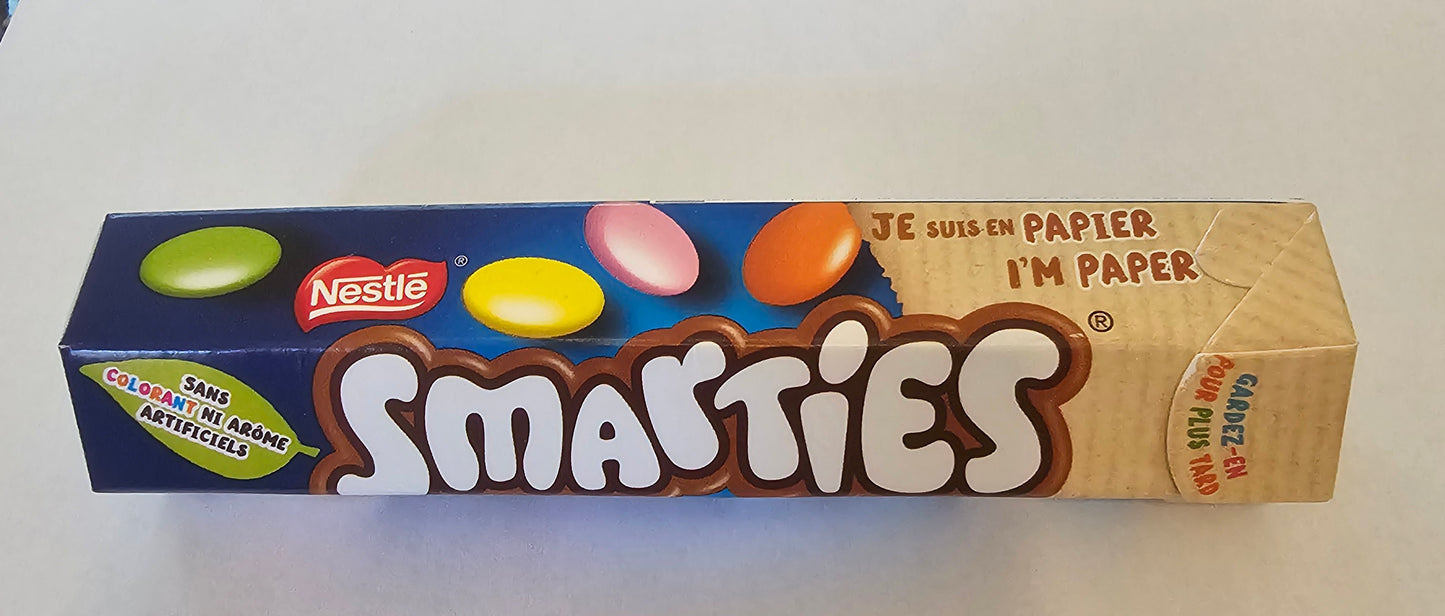 JE SUIS EN PAPIER
I'M PAPER
Nestlé®
SMARTIES®
SANS
COLORANT NI ARÔME
ARTIFICIELS
GARDEZ-EN
POUR PLUS TARD